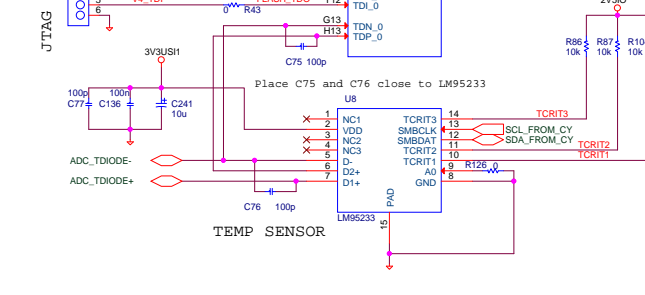 JTAG
6
0
R43
TDI_0
G13
H13
TDN_0
TDP_0
C75 100p
3V3USI1
R86
10k
R87
10k
Place C75 and C76 close to LM95233
100p
C77
100n
C136
C241
10u
U8
1
2
3
4
5
6
7
NC1
VDD
NC2
NC3
D-
D2+
D1+
TCRIT3
SMBCLK
SMBDAT
TCRIT2
TCRIT1
A0
GND
PAD
14
13
12
11
10
9
8
15
TCRIT3
SCL_FROM_CY
SDA_FROM_CY
TCRIT2
TCRIT1
R126 0
ADC_TDIODE-
ADC_TDIODE+
C76 100p
LM95233
TEMP SENSOR